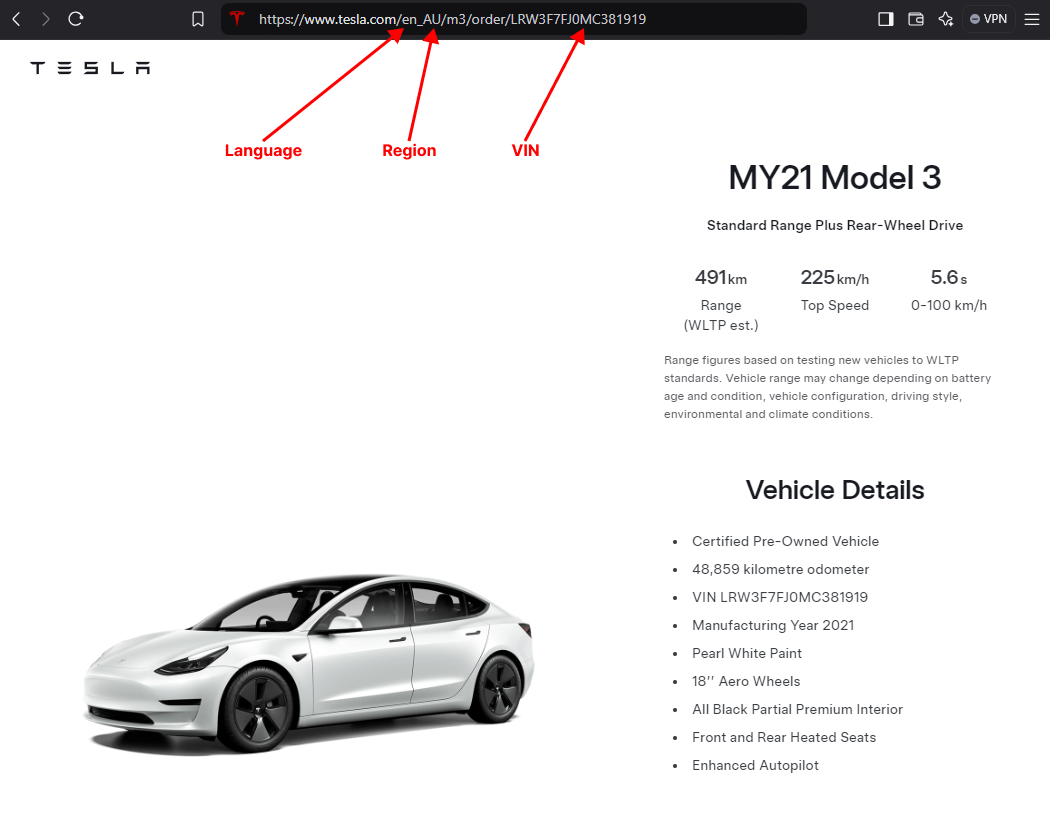 https://www.tesla.com/en_AU/m3/order/LRW3F7FJ0MC381919
VPN
TESLA
Language
Region
VIN
MY21 Model 3
Standard Range Plus Rear-Wheel Drive
491km
Range
(WLTP est.)
225km/h
Top Speed
5.6s
0-100 km/h
Range figures based on testing new vehicles to WLTP
standards. Vehicle range may change depending on battery
age and condition, vehicle configuration, driving style,
environmental and climate conditions.
Vehicle Details
• Certified Pre-Owned Vehicle
• 48,859 kilometre odometer
• VIN LRW3F7FJ0MC381919
• Manufacturing Year 2021
• Pearl White Paint
• 18’’ Aero Wheels
• All Black Partial Premium Interior
• Front and Rear Heated Seats
• Enhanced Autopilot